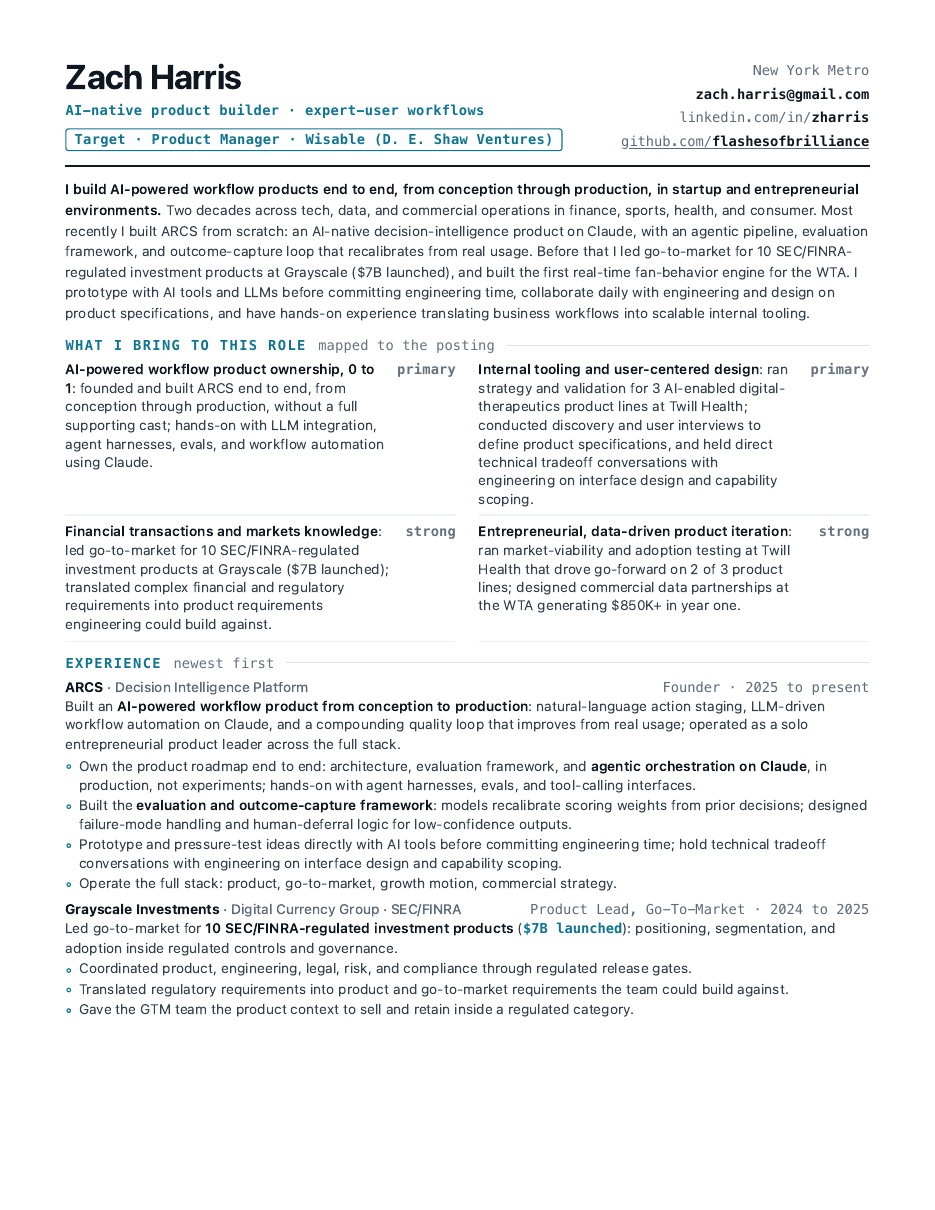 Zach Harris
AI-native product builder · expert-user workflows
Target · Product Manager · Wisable (D. E. Shaw Ventures)
New York Metro
zach.harris@gmail.com
linkedin.com/in/zharris
github.com/flashesofbrilliance
I build AI-powered workflow products end to end, from conception through production, in startup and entrepreneurial
environments. Two decades across tech, data, and commercial operations in finance, sports, health, and consumer. Most
recently I built ARCS from scratch: an AI-native decision-intelligence product on Claude, with an agentic pipeline, evaluation
framework, and outcome-capture loop that recalibrates from real usage. Before that I led go-to-market for 10 SEC/FINRA-
regulated investment products at Grayscale ($7B launched), and built the first real-time fan-behavior engine for the WTA. I
prototype with AI tools and LLMs before committing engineering time, collaborate daily with engineering and design on
product specifications, and have hands-on experience translating business workflows into scalable internal tooling.
WHAT I BRING TO THIS ROLE mapped to the posting
AI-powered workflow product ownership, 0 to primary
1: founded and built ARCS end to end, from
conception through production, without a full
supporting cast; hands-on with LLM integration,
agent harnesses, evals, and workflow automation
using Claude.
Internal tooling and user-centered design: ran primary
strategy and validation for 3 AI-enabled digital-
therapeutics product lines at Twill Health;
conducted discovery and user interviews to
define product specifications, and held direct
technical tradeoff conversations with
engineering on interface design and capability
scoping.
Financial transactions and markets knowledge: strong
led go-to-market for 10 SEC/FINRA-regulated
investment products at Grayscale ($7B launched);
translated complex financial and regulatory
requirements into product requirements
engineering could build against.
Entrepreneurial, data-driven product iteration: strong
ran market-viability and adoption testing at Twill
Health that drove go-forward on 2 of 3 product
lines; designed commercial data partnerships at
the WTA generating $850K+ in year one.
EXPERIENCE newest first
ARCS · Decision Intelligence Platform Founder · 2025 to present
Built an AI-powered workflow product from conception to production: natural-language action staging, LLM-driven
workflow automation on Claude, and a compounding quality loop that improves from real usage; operated as a solo
entrepreneurial product leader across the full stack.
Own the product roadmap end to end: architecture, evaluation framework, and agentic orchestration on Claude, in
production, not experiments; hands-on with agent harnesses, evals, and tool-calling interfaces.
Built the evaluation and outcome-capture framework: models recalibrate scoring weights from prior decisions; designed
failure-mode handling and human-deferral logic for low-confidence outputs.
Prototype and pressure-test ideas directly with AI tools before committing engineering time; hold technical tradeoff
conversations with engineering on interface design and capability scoping.
Operate the full stack: product, go-to-market, growth motion, commercial strategy.
Grayscale Investments · Digital Currency Group · SEC/FINRA Product Lead, Go-To-Market · 2024 to 2025
Led go-to-market for 10 SEC/FINRA-regulated investment products ($7B launched): positioning, segmentation, and
adoption inside regulated controls and governance.
Coordinated product, engineering, legal, risk, and compliance through regulated release gates.
Translated regulatory requirements into product and go-to-market requirements the team could build against.
Gave the GTM team the product context to sell and retain inside a regulated category.